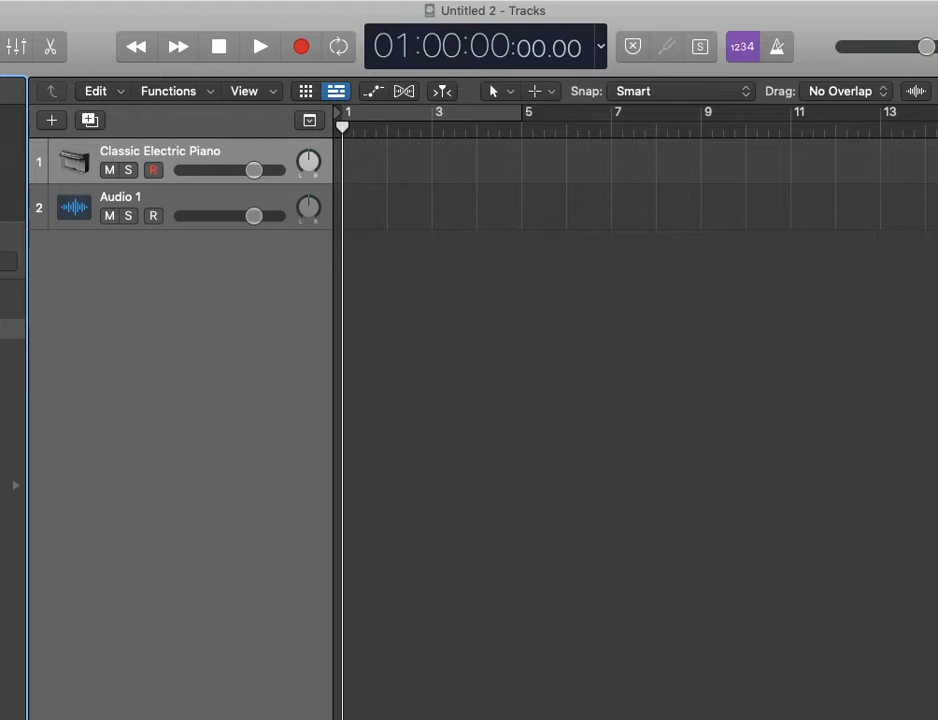 Untitled 2 - Tracks
01:00:00:00.00
S
1234
Edit
Functions
View
Snap:
Smart
Drag:
No Overlap
1 3 5 7 9 11 13
1
Classic Electric Piano
M S R
L R
2
Audio 1
M S R
L R